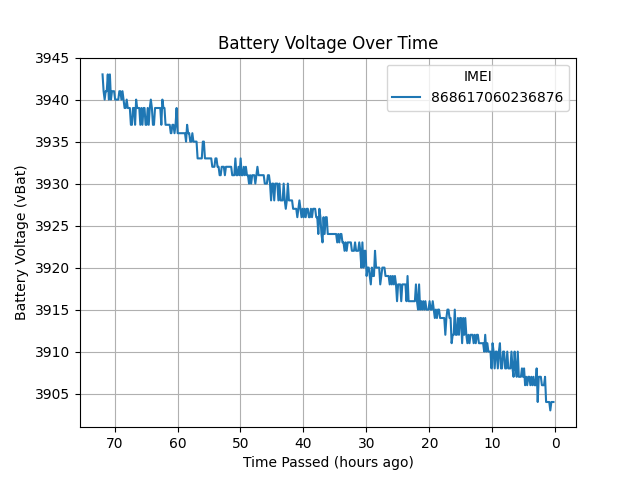 Battery Voltage Over Time
IMEI
868617060236876
Battery Voltage (vBat)
3945
3940
3935
3930
3925
3920
3915
3910
3905
70 60 50 40 30 20 10 0
Time Passed (hours ago)